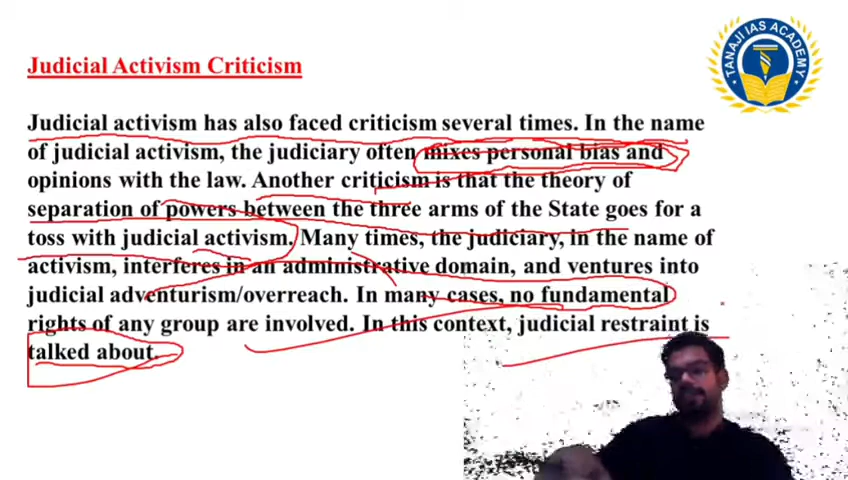 Judicial Activism Criticism
TANAJI IAS ACADEMY
Judicial activism has also faced criticism several times. In the name
of judicial activism, the judiciary often mixes personal bias and
opinions with the law. Another criticism is that the theory of
separation of powers between the three arms of the State goes for a
toss with judicial activism. Many times, the judiciary, in the name of
activism, interferes in an administrative domain, and ventures into
judicial adventurism/overreach. In many cases, no fundamental
rights of any group are involved. In this context, judicial restraint is
talked about.